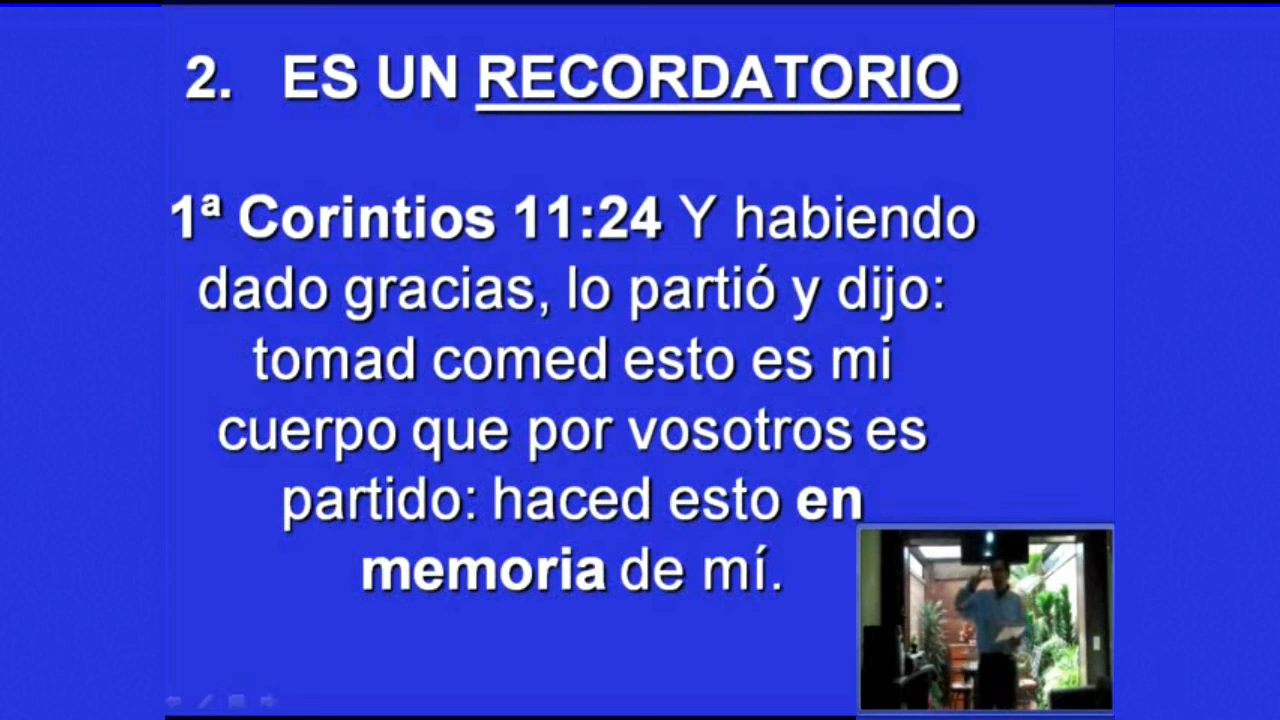 2. ES UN RECORDATORIO
1ª Corintios 11:24 Y habiendo
dado gracias, lo partió y dijo:
tomad comed esto es mi
cuerpo que por vosotros es
partido: haced esto en
memoria de mí.